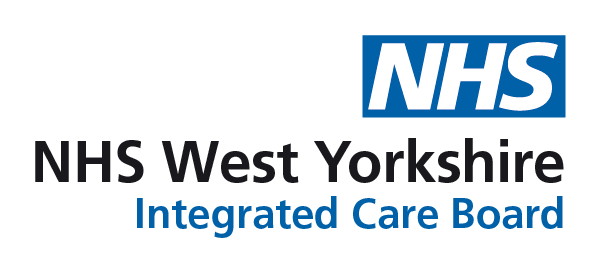 NHS
NHS West Yorkshire
Integrated Care Board